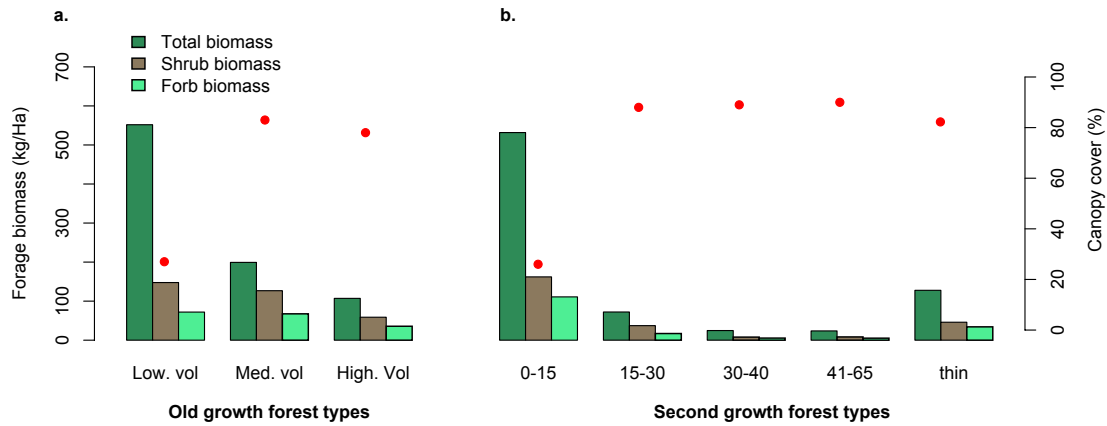 a.
Total biomass
Shrub biomass
Forb biomass
Forage biomass (kg/Ha)
700
500
300
100
0
Low. vol
Med. vol
High. Vol
Old growth forest types
b.
0-15
15-30
30-40
41-65
thin
Second growth forest types
100
80
60
40
20
0
Canopy cover (%)